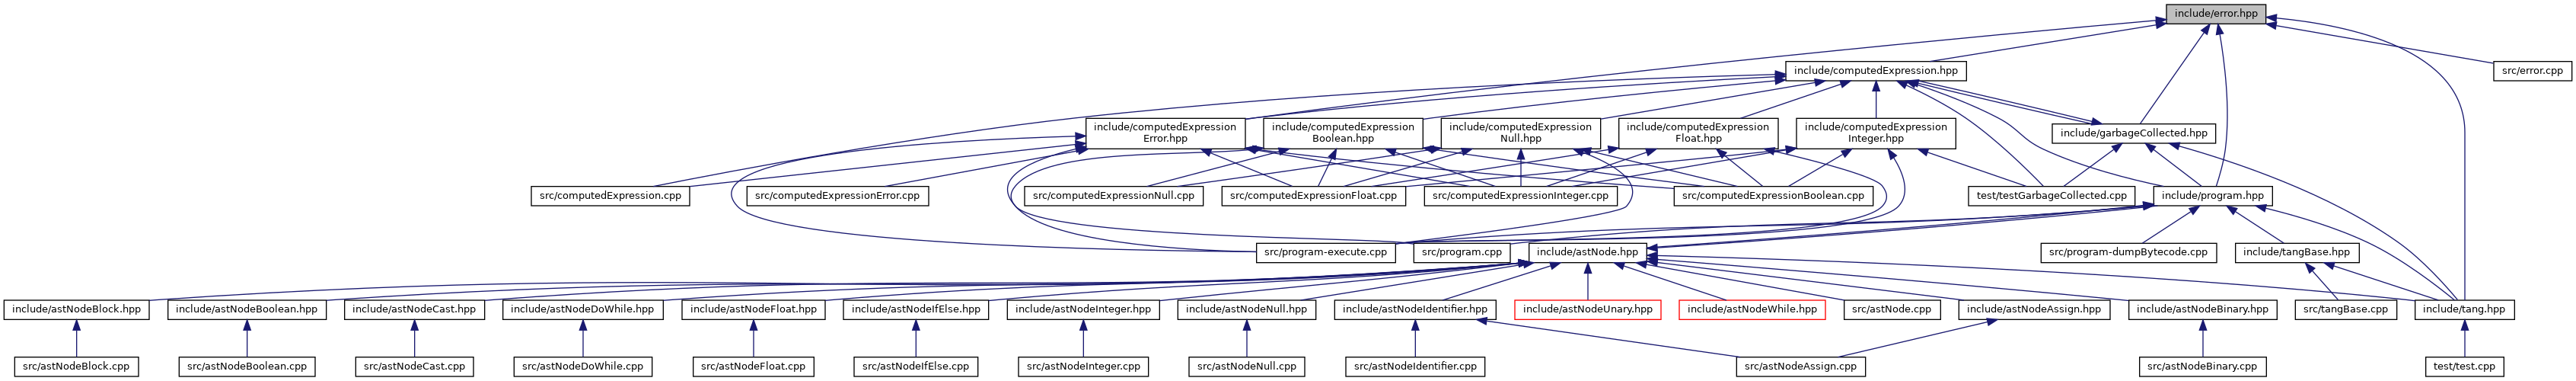 include/error.hpp
include/computedExpression.hpp
src/error.cpp
include/computedExpression
Error.hpp
include/computedExpression
Boolean.hpp
include/computedExpression
Null.hpp
include/computedExpression
Float.hpp
include/computedExpression
Integer.hpp
include/garbageCollected.hpp
src/computedExpression.cpp
src/computedExpressionError.cpp
src/computedExpressionNull.cpp
src/computedExpressionFloat.cpp
src/computedExpressionInteger.cpp
src/computedExpressionBoolean.cpp
test/testGarbageCollected.cpp
include/program.hpp
src/program-execute.cpp
src/program.cpp
include/astNode.hpp
src/program-dumpBytecode.cpp
include/tangBase.hpp
include/astNodeBlock.hpp
include/astNodeBoolean.hpp
include/astNodeCast.hpp
include/astNodeDoWhile.hpp
include/astNodeFloat.hpp
include/astNodeIfElse.hpp
include/astNodeInteger.hpp
include/astNodeNull.hpp
include/astNodeIdentifier.hpp
include/astNodeUnary.hpp
include/astNodeWhile.hpp
src/astNode.cpp
include/astNodeAssign.hpp
include/astNodeBinary.hpp
src/tangBase.cpp
include/tang.hpp
src/astNodeBlock.cpp
src/astNodeBoolean.cpp
src/astNodeCast.cpp
src/astNodeDoWhile.cpp
src/astNodeFloat.cpp
src/astNodeIfElse.cpp
src/astNodeInteger.cpp
src/astNodeNull.cpp
src/astNodeIdentifier.cpp
src/astNodeAssign.cpp
src/astNodeBinary.cpp
test/test.cpp